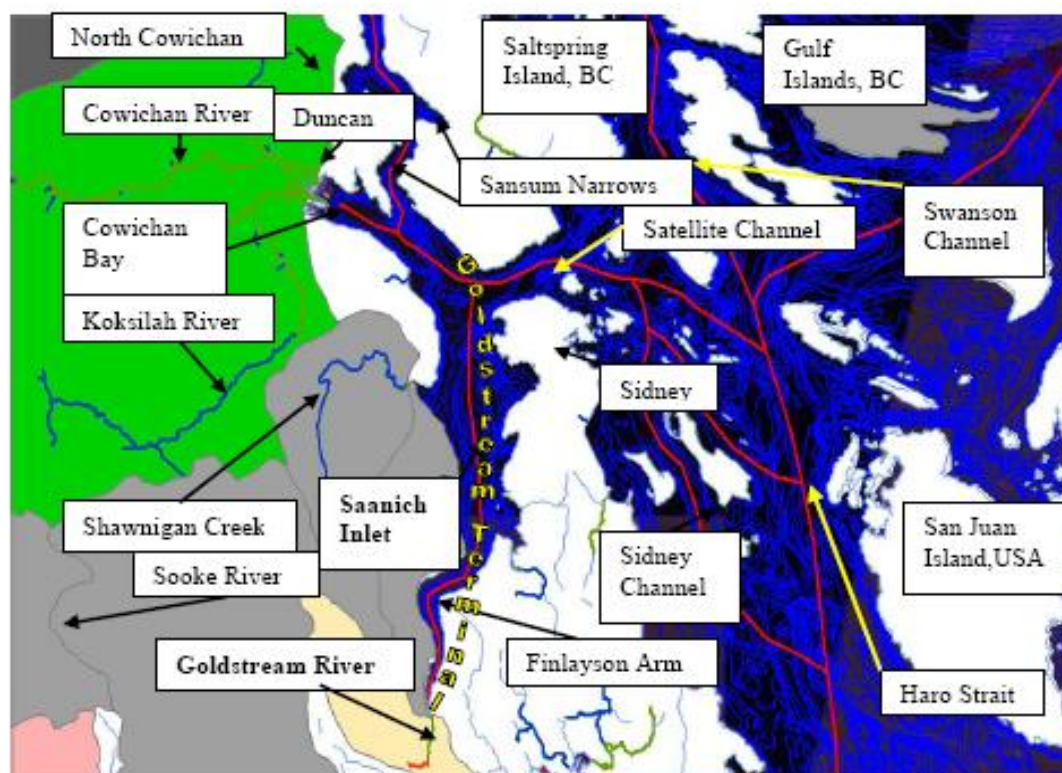 North Cowichan
Saltspring
Island, BC
Gulf
Islands, BC
Cowichan River
Duncan
Sansum Narrows
Swanson
Channel
Cowichan
Bay
Satellite Channel
Koksilah River
Goldstream Terminal
Sidney
Shawnigan Creek
Saanich
Inlet
Sidney
Channel
San Juan
Island,USA
Sooke River
Goldstream River
Finlayson Arm
Haro Strait